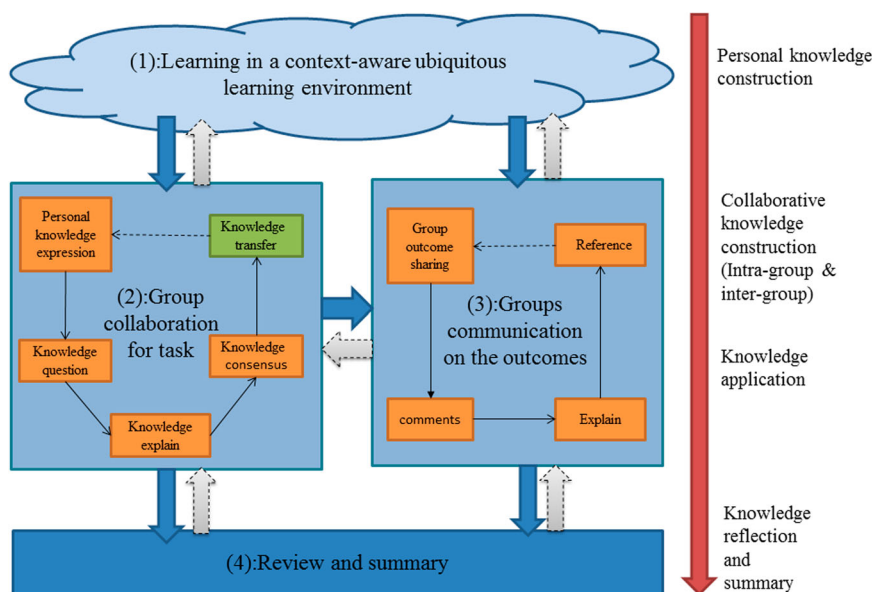 (1):Learning in a context-aware ubiquitous
learning environment
Personal knowledge
construction
Personal
knowledge
expression
Knowledge
transfer
(2):Group
collaboration
for task
Knowledge
question
Knowledge
consensus
Knowledge
explain
Group
outcome
sharing
Reference
(3):Groups
communication
on the outcomes
comments
Explain
Collaborative
knowledge
construction
(Intra-group &
inter-group)
Knowledge
application
(4):Review and summary
Knowledge
reflection
and
summary